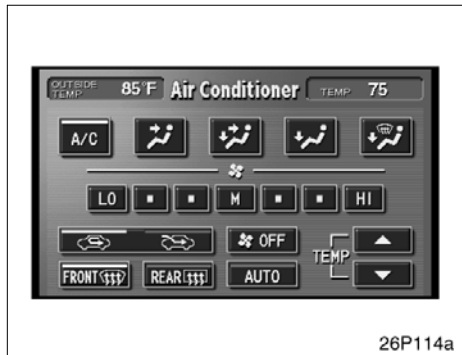 OUTSIDE TEMP 85°F Air Conditioner TEMP 75
A/C
LO M HI
OFF
TEMP
FRONT REAR AUTO
26P114a